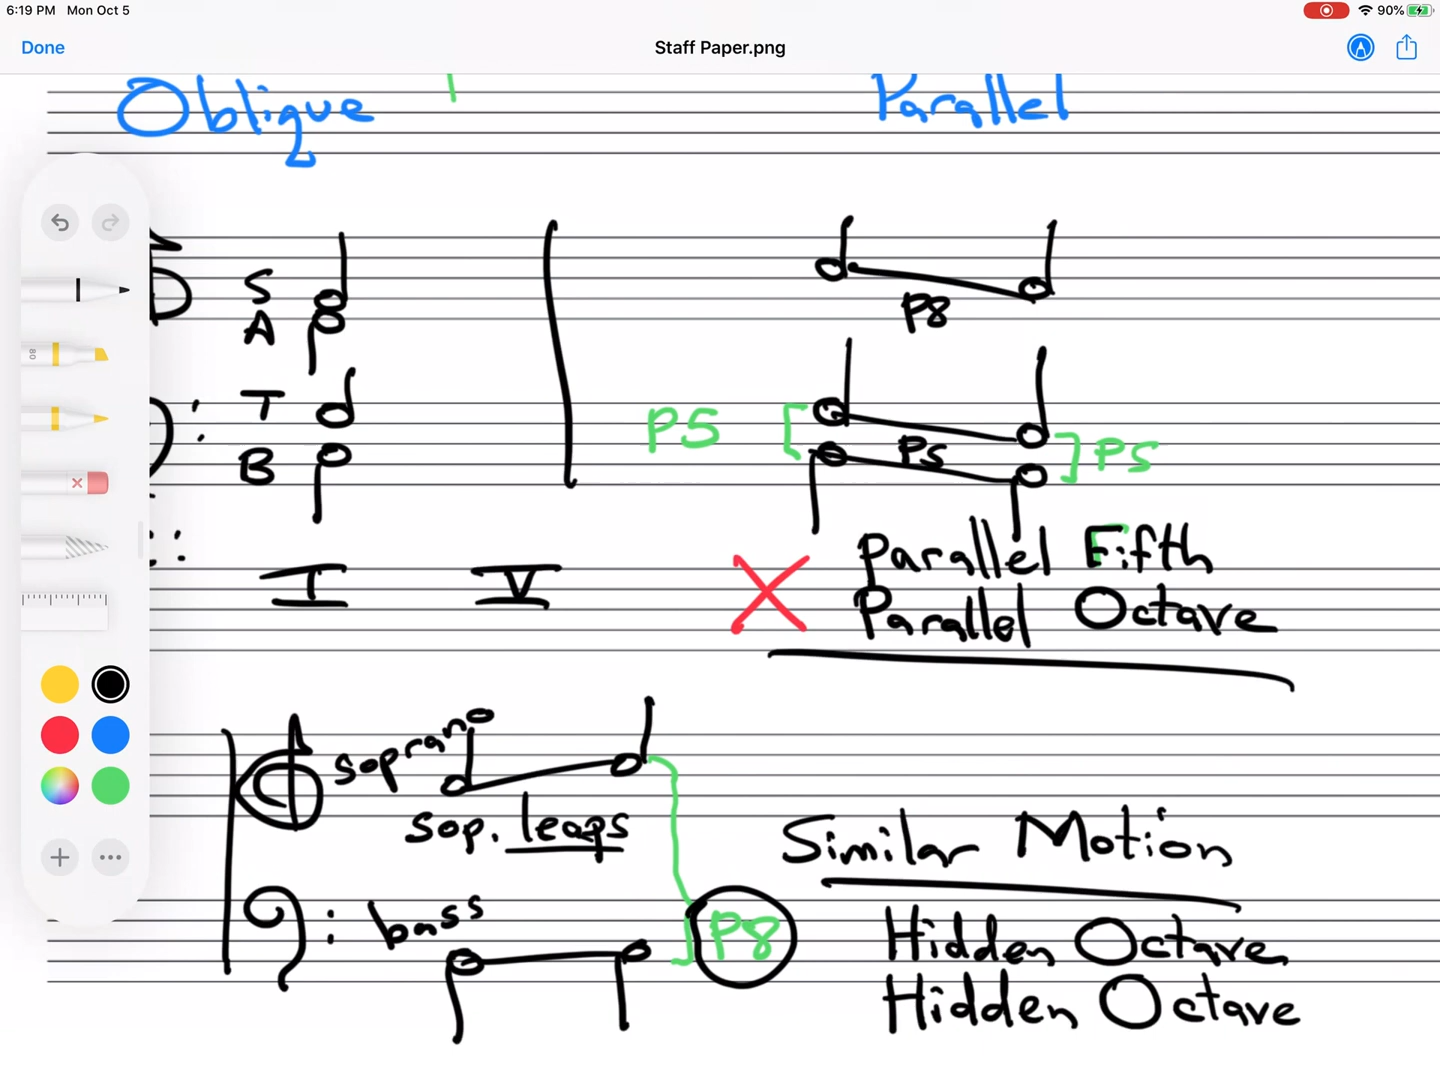 6:19 PM Mon Oct 5
90%
Done
Staff Paper.png
Oblique
Parallel
80
S
A
T
B
P8
P5
P5
P5
I V
Parallel Fifth
Parallel Octave
soprano
sop. leaps
bass
P8
Similar Motion
Hidden Octave
Hidden Octave